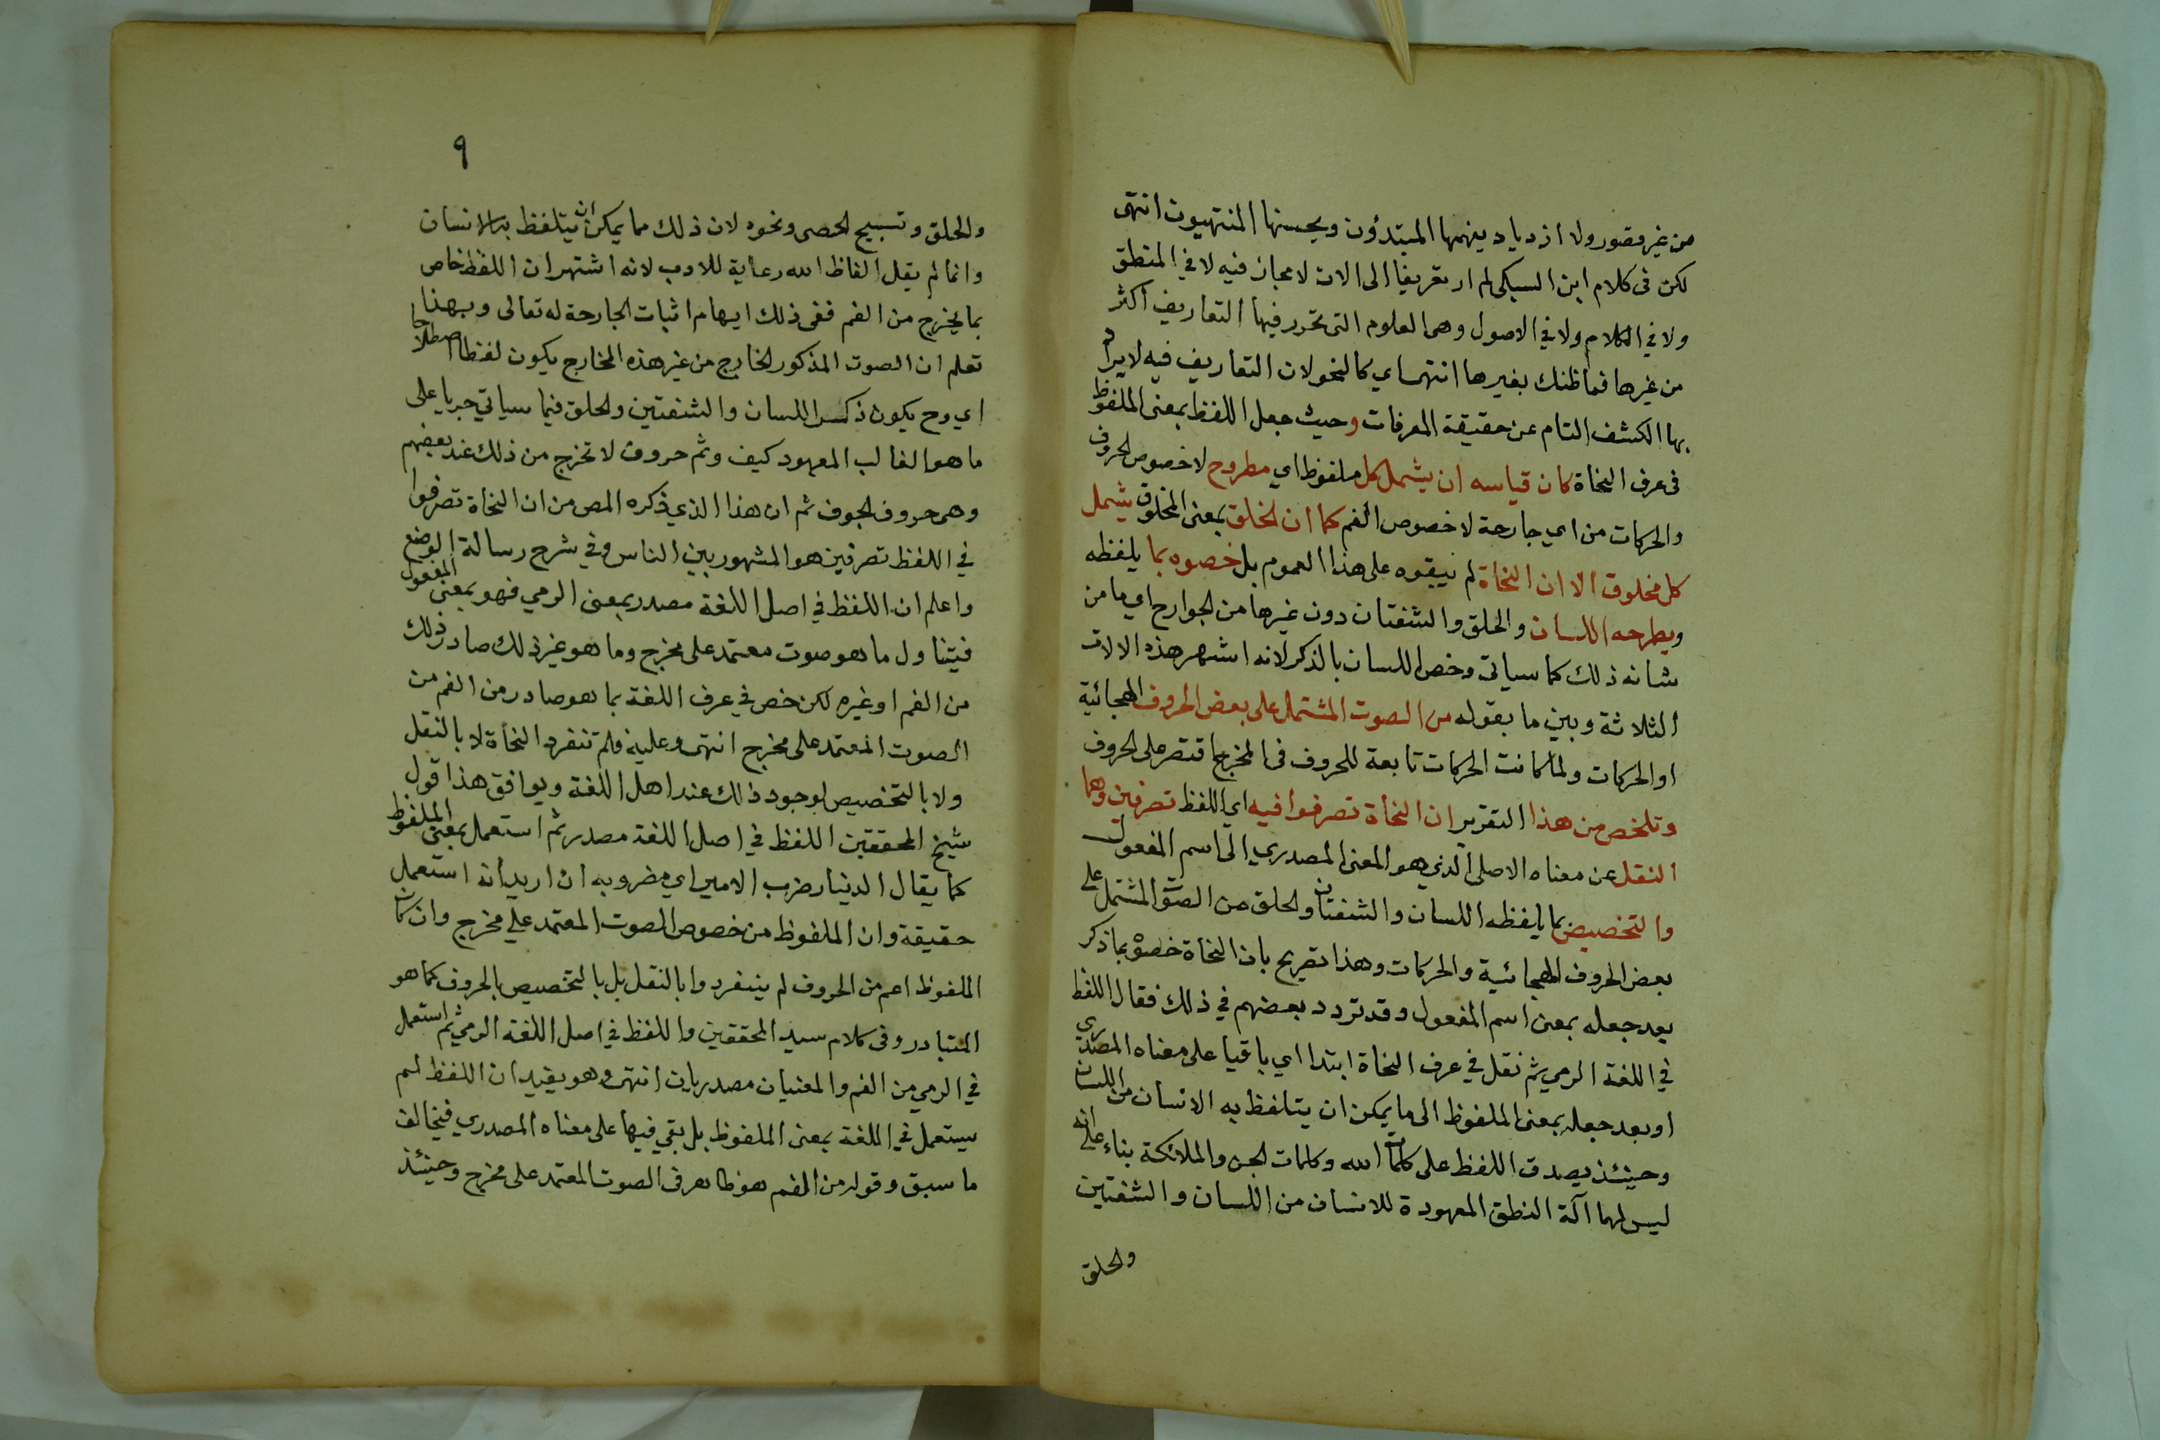 من غير قصور ولا ازدياد يفهمها المبتدؤن ويحسنها المنتهيون انتهى
لكن في كلام ابن السبكي لم ار تعريفا الى الان لا مجاز فيه لا في المنطق
ولا في الكلام ولا في الاصول وهي العلوم التي تحرر فيها التعاريف اكثر
من غيرها فما ظنك بغيرها انتهى اي كالنحو لان التعاريف فيه لا يراد
بها الكشف التام عن حقيقة المعرفات وحيث جعل اللفظ بمعنى الملفوظ
في عرف النحاة كان قياسه ان يشمل كل ملفوظ اي مطروح لا خصوص الحروف
والحركات من اي جارحة لا خصوص الفم كما ان الخلق بمعنى المخلوق يشمل
كل مخلوق الا ان النحاة لم يبقوه على هذا العموم بل خصوه بما يلفظه
ويطرحه اللسان والحلق والشفتان دون غيرها من الجوارح اي ما من
شانه ذلك كما سياتى وخص اللسان بالذكر لانه اشهر هذه الالات
الثلاثة وبين ما بقوله من الصوت المشتمل على بعض الحروف الهجائية
او الحركات ولما كانت الحركات تابعة للحروف في المخرج اقتصر على الحروف
وتلخص من هذا التقرير ان النحاة تصرفوا فيه اي اللفظ تصرفين وهما
النقل عن معناه الاصلي الذي هو المعنى المصدري الى اسم المفعول
والتخصيص بما يلفظه اللسان والشفتان والحلق من الصوت المشتمل على
بعض الحروف الهجائية والحركات وهذا تصريح بان النحاة خصوه بما ذكر
بعد جعله بمعنى اسم المفعول وقد تردد بعضهم في ذلك فقال اللفظ
في اللغة الرمي ثم نقل في عرف النحاة ابتدا اي باقيا على معناه المصدري
او بعد جعله بمعنى الملفوظ الى ما يمكن ان يتلفظ به الانسان من اللسان
وحينئذ يصدق اللفظ على كلمات الله وكلمات الجن والملائكة بناء على انه
ليس لهما آلة النطق المعهودة للانسان من اللسان والشفتين
والحلق
٩
والحلق وتسبيح الحصى ونحوه لان ذلك مما يمكن ان يتلفظ به الانسان
وانما لم يقل الفاظ الله رعاية للادب لانه اشتهر ان اللفظ خاص
بما يخرج من الفم ففي ذلك ايهام اثبات الجارحة له تعالى وبهذا
تعلم ان الصوت المذكور الخارج من غير هذه المخارج يكون لفظا اصطلاحا
اي وح يكون ذكر اللسان والشفتين والحلق فيما سياتي جريا على
ما هو الغالب المعهود كيف وثم حروف لا تخرج من ذلك عند بعضهم
وهي حروف الجوف ثم ان هذا الذي ذكره المص من ان النحاة تصرفوا
في اللفظ تصرفين هو المشهور بين الناس وفي شرح رسالة الوضع
واعلم ان اللفظ في اصل اللغة مصدر بمعنى الرمي فهو بمعنى المفعول
فيتناول ما هو صوت معتمد على مخرج وما هو غير ذلك صادر ذلك
من الفم او غيره لكن خص في عرف اللغة بما هو صادر من الفم من
الصوت المعتمد على مخرج انتهى وعليه فلم تنفرد النحاة لا بالنقل
ولا بالتخصيص لوجود ذلك عند اهل اللغة ويوافق هذا قول
شيخ المحققين اللفظ في اصل اللغة مصدر ثم استعمل بمعنى الملفوظ
كما يقال الدينار ضرب الامير اي مضروبه ان اريد انه استعمل
حقيقة وان الملفوظ من خصوص الصوت المعتمد على مخرج وان كان
الملفوظ اعم من الحروف لم ينفردوا بالنقل بل بالتخصيص بالحروف كما هو
المتبادر وفي كلام سيد المحققين واللفظ في اصل اللغة الرمي ثم استعمل
في الرمي من الفم والمعنيان مصدريان انتهى وهو يفيد ان اللفظ لم
يستعمل في اللغة بمعنى الملفوظ بل بقي فيها على معناه المصدري فيخالف
ما سبق وقوله من الفم هو ظاهر في الصوت المعتمد على مخرج وحينئذ